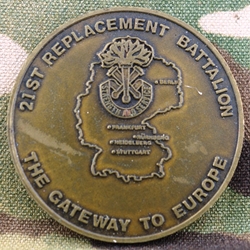 21ST REPLACEMENT BATTALION
BERLIN
FRANKFURT
NÜRNBERG
HEIDELBERG
STUTTGART
THE GATEWAY TO EUROPE